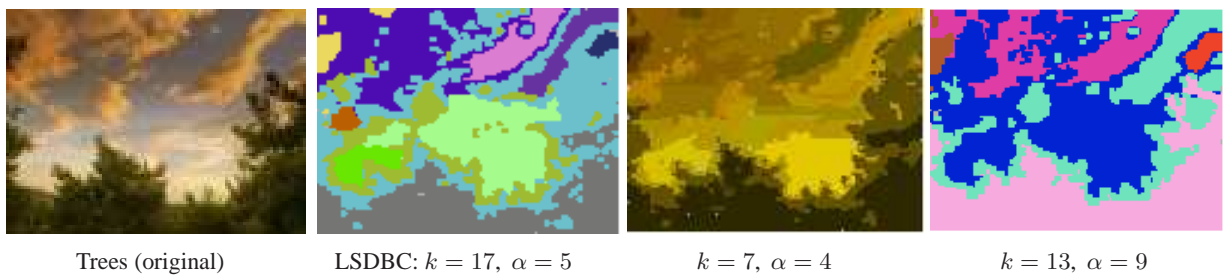 Trees (original) LSDBC: k = 17, α = 5 k = 7, α = 4 k = 13, α = 9